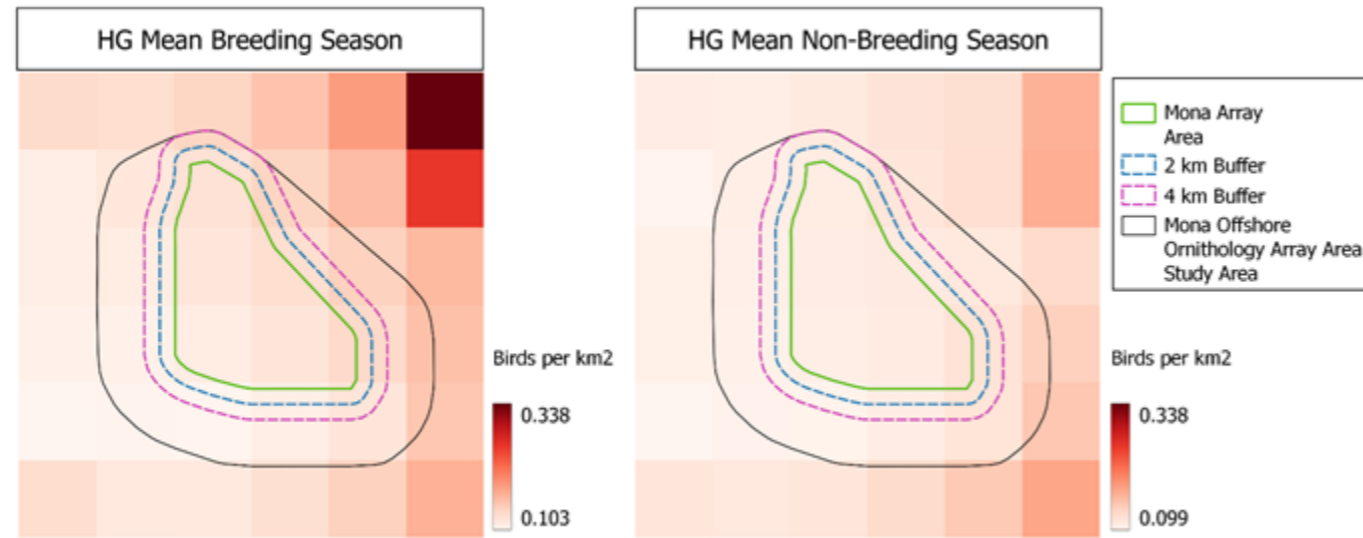 HG Mean Breeding Season
HG Mean Non-Breeding Season
Mona Array
Area
2 km Buffer
4 km Buffer
Mona Offshore
Ornithology Array Area
Study Area
Birds per km2
0.338
0.103
Birds per km2
0.338
0.099